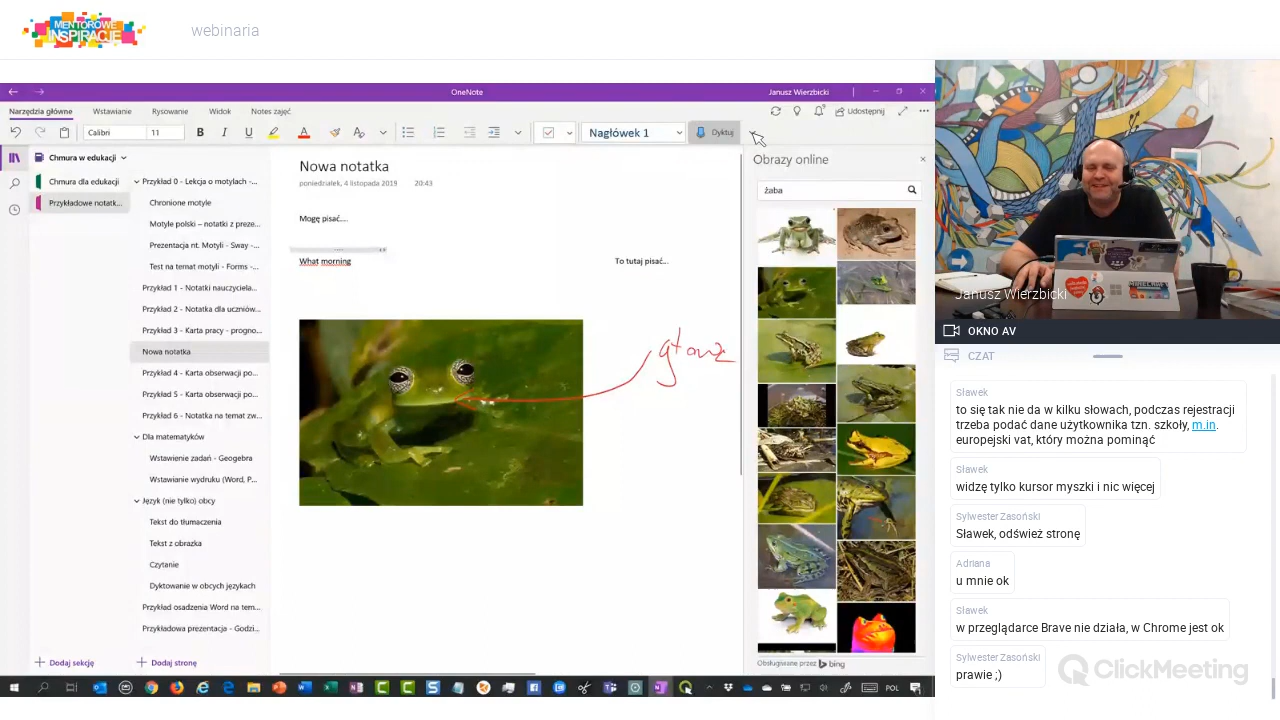 MENTOROWE
INSPIRACJE
webinaria
OneNote
Janusz Wierzbicki
Narzędzia główne
Wstawianie
Rysowanie
Widok
Notes zajęć
Udostępnij
Calibri
11
B
I
U
A
Nagłówek 1
Dyktuj
Chmura w edukacji
Chmura dla edukacji
Przykładowe notatk...
Przykład 0 - Lekcja o motylach -...
Chronione motyle
Motyle polski – notatki z preze...
Prezentacja nt. Motyli - Sway -...
Test na temat motyli - Forms -...
Przykład 1 - Notatki nauczyciela...
Przykład 2 - Notatka dla uczniów...
Przykład 3 - Karta pracy - progno...
Nowa notatka
Przykład 4 - Karta obserwacji po...
Przykład 5 - Karta obserwacji po...
Przykład 6 - Notatka na temat zw...
Dla matematyków
Wstawienie zadań - Geogebra
Wstawianie wydruku (Word, P...
Język (nie tylko) obcy
Tekst do tłumaczenia
Tekst z obrazka
Czytanie
Dyktowanie w obcych językach
Przykład osadzenia Word na tem...
Przykładowa prezentacja - Godzi...
Dodaj sekcję
Dodaj stronę
Nowa notatka
poniedziałek, 4 listopada 2019 20:43
Mogę pisać....
What morning
To tutaj pisać...
Obrazy online
żaba
Obsługiwane przez bing
POL
Janusz Wierzbicki
OKNO AV
CZAT
Sławek
to się tak nie da w kilku słowach, podczas rejestracji
trzeba podać dane użytkownika tzn. szkoły, m.in.
europejski vat, który można pominąć
Sławek
widzę tylko kursor myszki i nic więcej
Sylwester Zasoński
Sławek, odśwież stronę
Adriana
u mnie ok
Sławek
w przeglądarce Brave nie działa, w Chrome jest ok
Sylwester Zasoński
prawie ;)
ClickMeeting